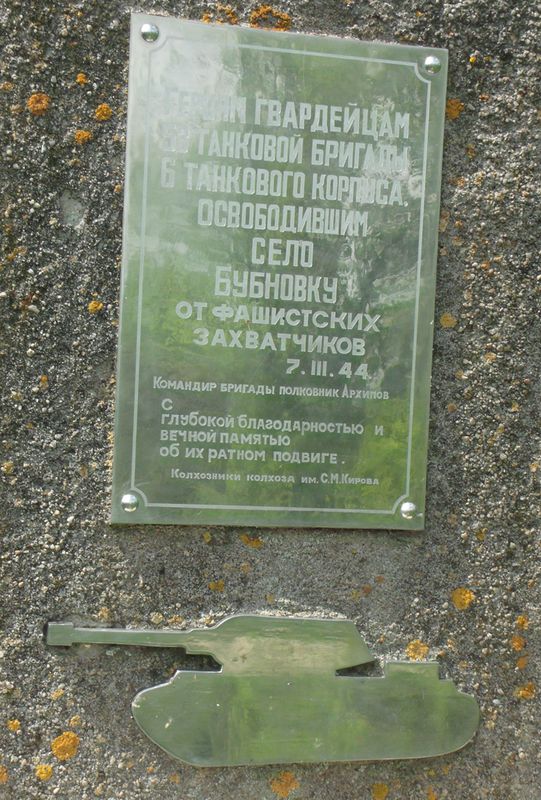 ГЕРОЯМ ГВАРДЕЙЦАМ
ТАНКОВОЙ БРИГАДЫ
6 ТАНКОВОГО КОРПУСА,
ОСВОБОДИВШИМ
СЕЛО
БУБНОВКУ
ОТ ФАШИСТСКИХ
ЗАХВАТЧИКОВ
7. III. 44.
Командир бригады полковник Архипов
С
глубокой благодарностью и
вечной памятью
об их ратном подвиге.
Колхозники колхоза им. С.М.Кирова